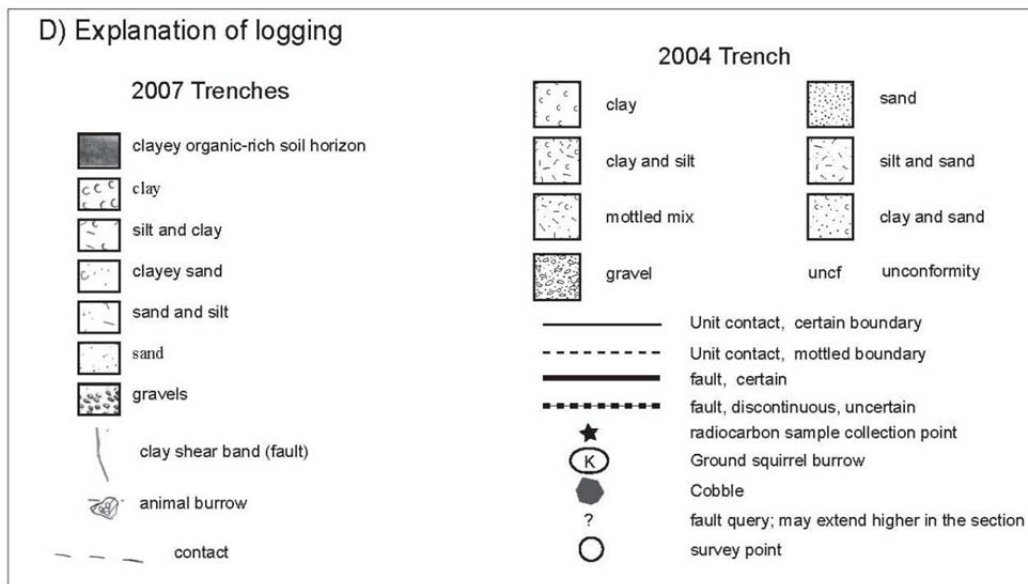 D) Explanation of logging
2007 Trenches
clayey organic-rich soil horizon
clay
silt and clay
clayey sand
sand and silt
sand
gravels
clay shear band (fault)
animal burrow
contact
2004 Trench
clay
clay and silt
mottled mix
gravel
sand
silt and sand
clay and sand
uncf unconformity
Unit contact, certain boundary
Unit contact, mottled boundary
fault, certain
fault, discontinuous, uncertain
radiocarbon sample collection point
K Ground squirrel burrow
Cobble
? fault query; may extend higher in the section
survey point